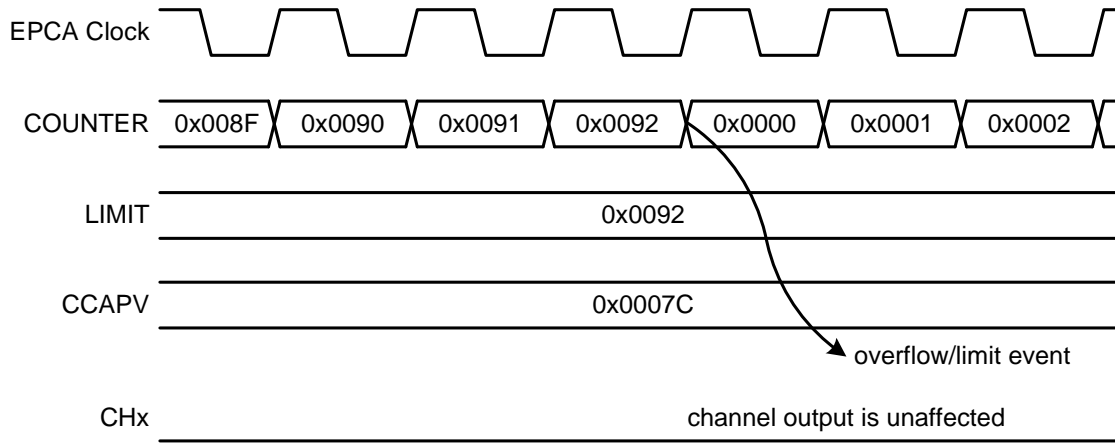 EPCA Clock
COUNTER 0x008F 0x0090 0x0091 0x0092 0x0000 0x0001 0x0002
LIMIT 0x0092
CCAPV 0x0007C
overflow/limit event
CHx channel output is unaffected